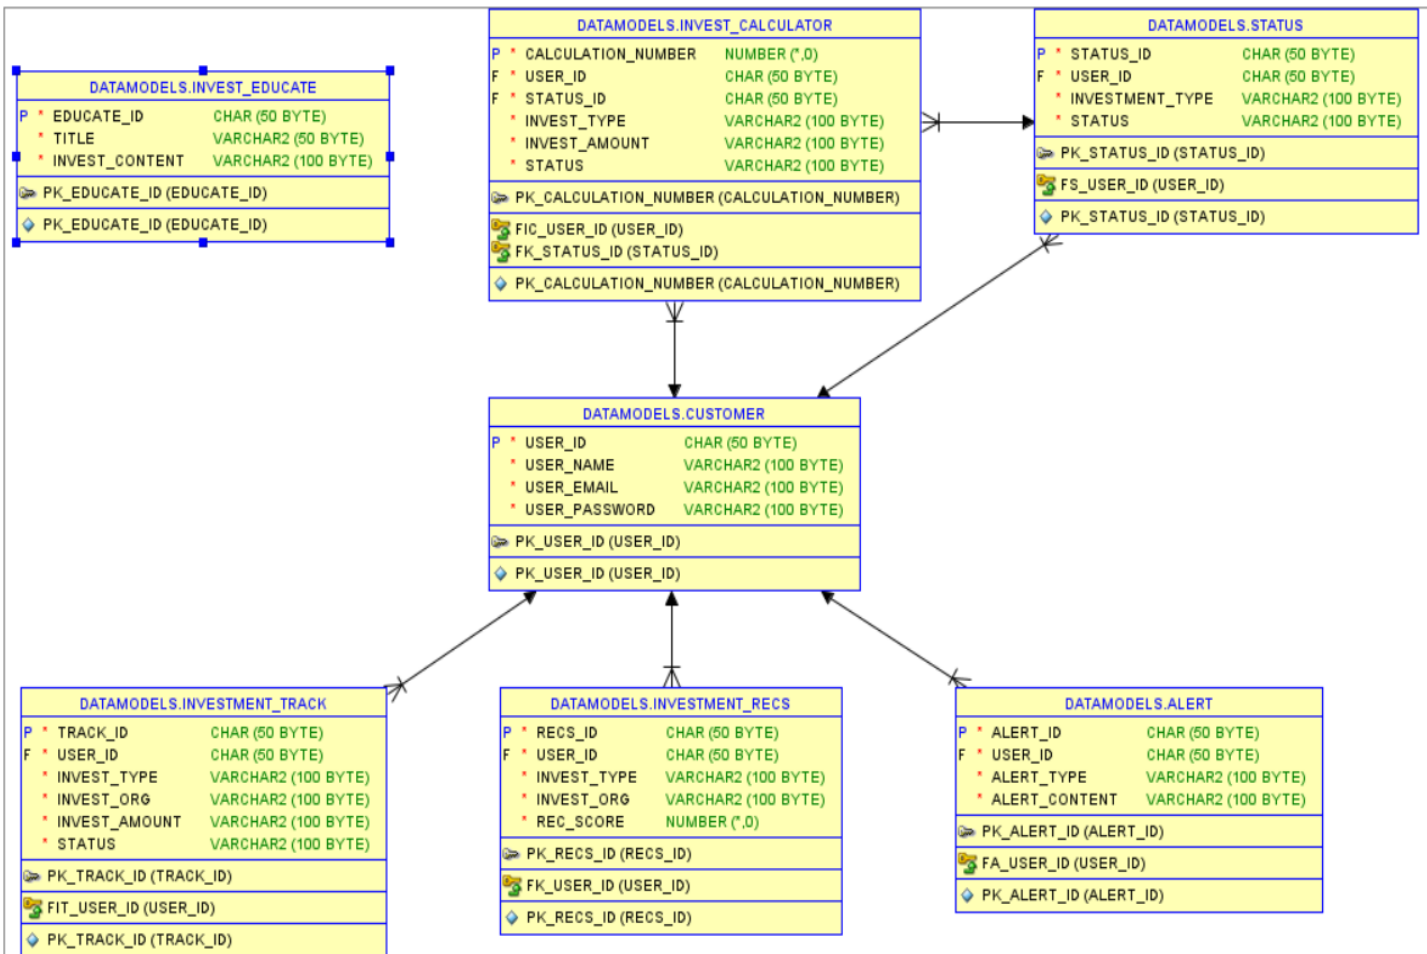 DATAMODELS.INVEST_EDUCATE
P * EDUCATE_ID CHAR (50 BYTE)
* TITLE VARCHAR2 (50 BYTE)
* INVEST_CONTENT VARCHAR2 (100 BYTE)
PK_EDUCATE_ID (EDUCATE_ID)
PK_EDUCATE_ID (EDUCATE_ID)
DATAMODELS.INVEST_CALCULATOR
P * CALCULATION_NUMBER NUMBER (*,0)
F * USER_ID CHAR (50 BYTE)
F * STATUS_ID CHAR (50 BYTE)
* INVEST_TYPE VARCHAR2 (100 BYTE)
* INVEST_AMOUNT VARCHAR2 (100 BYTE)
* STATUS VARCHAR2 (100 BYTE)
PK_CALCULATION_NUMBER (CALCULATION_NUMBER)
FIC_USER_ID (USER_ID)
FK_STATUS_ID (STATUS_ID)
PK_CALCULATION_NUMBER (CALCULATION_NUMBER)
DATAMODELS.STATUS
P * STATUS_ID CHAR (50 BYTE)
F * USER_ID CHAR (50 BYTE)
* INVESTMENT_TYPE VARCHAR2 (100 BYTE)
* STATUS VARCHAR2 (100 BYTE)
PK_STATUS_ID (STATUS_ID)
FS_USER_ID (USER_ID)
PK_STATUS_ID (STATUS_ID)
DATAMODELS.CUSTOMER
P * USER_ID CHAR (50 BYTE)
* USER_NAME VARCHAR2 (100 BYTE)
* USER_EMAIL VARCHAR2 (100 BYTE)
* USER_PASSWORD VARCHAR2 (100 BYTE)
PK_USER_ID (USER_ID)
PK_USER_ID (USER_ID)
DATAMODELS.INVESTMENT_TRACK
P * TRACK_ID CHAR (50 BYTE)
F * USER_ID CHAR (50 BYTE)
* INVEST_TYPE VARCHAR2 (100 BYTE)
* INVEST_ORG VARCHAR2 (100 BYTE)
* INVEST_AMOUNT VARCHAR2 (100 BYTE)
* STATUS VARCHAR2 (100 BYTE)
PK_TRACK_ID (TRACK_ID)
FIT_USER_ID (USER_ID)
PK_TRACK_ID (TRACK_ID)
DATAMODELS.INVESTMENT_RECS
P * RECS_ID CHAR (50 BYTE)
F * USER_ID CHAR (50 BYTE)
* INVEST_TYPE VARCHAR2 (100 BYTE)
* INVEST_ORG VARCHAR2 (100 BYTE)
* REC_SCORE NUMBER (*,0)
PK_RECS_ID (RECS_ID)
FK_USER_ID (USER_ID)
PK_RECS_ID (RECS_ID)
DATAMODELS.ALERT
P * ALERT_ID CHAR (50 BYTE)
F * USER_ID CHAR (50 BYTE)
* ALERT_TYPE VARCHAR2 (100 BYTE)
* ALERT_CONTENT VARCHAR2 (100 BYTE)
PK_ALERT_ID (ALERT_ID)
FA_USER_ID (USER_ID)
PK_ALERT_ID (ALERT_ID)